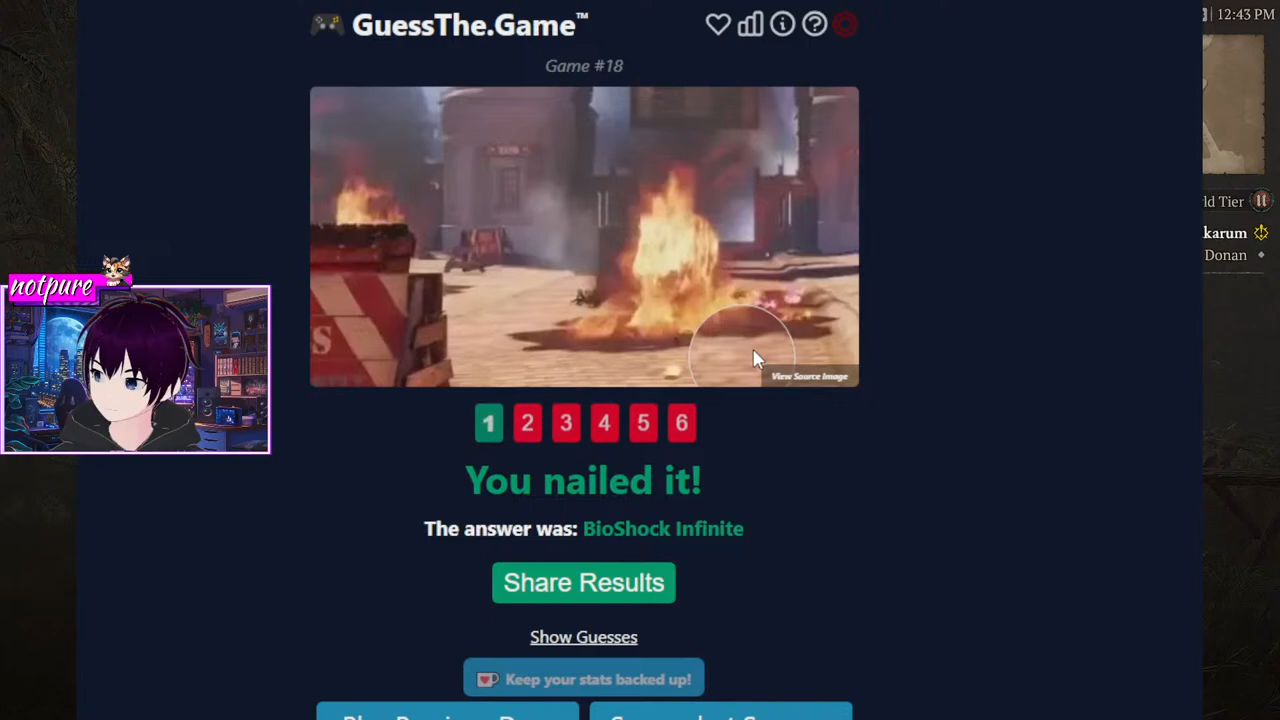 GuessThe.Game™
12:43 PM
Game #18
ld Tier
karum
Donan
notpure
S
View Source Image
1 2 3 4 5 6
You nailed it!
The answer was: BioShock Infinite
Share Results
Show Guesses
Keep your stats backed up!